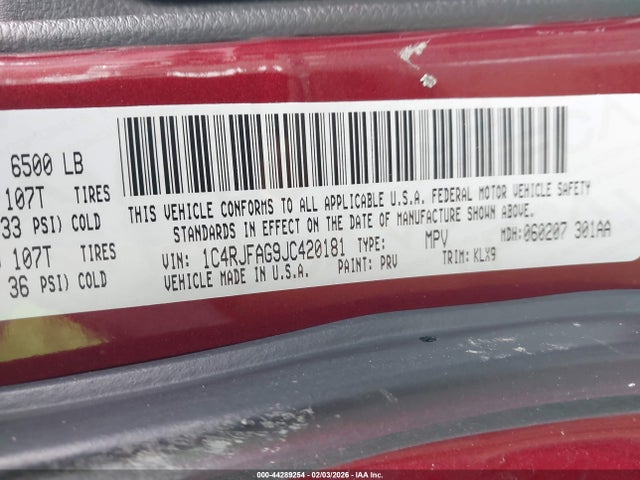 6500 LB
107T TIRES
33 PSI) COLD
107T TIRES
36 PSI) COLD
THIS VEHICLE CONFORMS TO ALL APPLICABLE U.S.A. FEDERAL MOTOR VEHICLE SAFETY
STANDARDS IN EFFECT ON THE DATE OF MANUFACTURE SHOWN ABOVE.
VIN: 1C4RJFAG9JC420181 TYPE: MPV MDH: 060207 301AA
VEHICLE MADE IN U.S.A. PAINT: PRV TRIM: KLX9
000-44289254 - 02/03/2026 - IAA Inc.